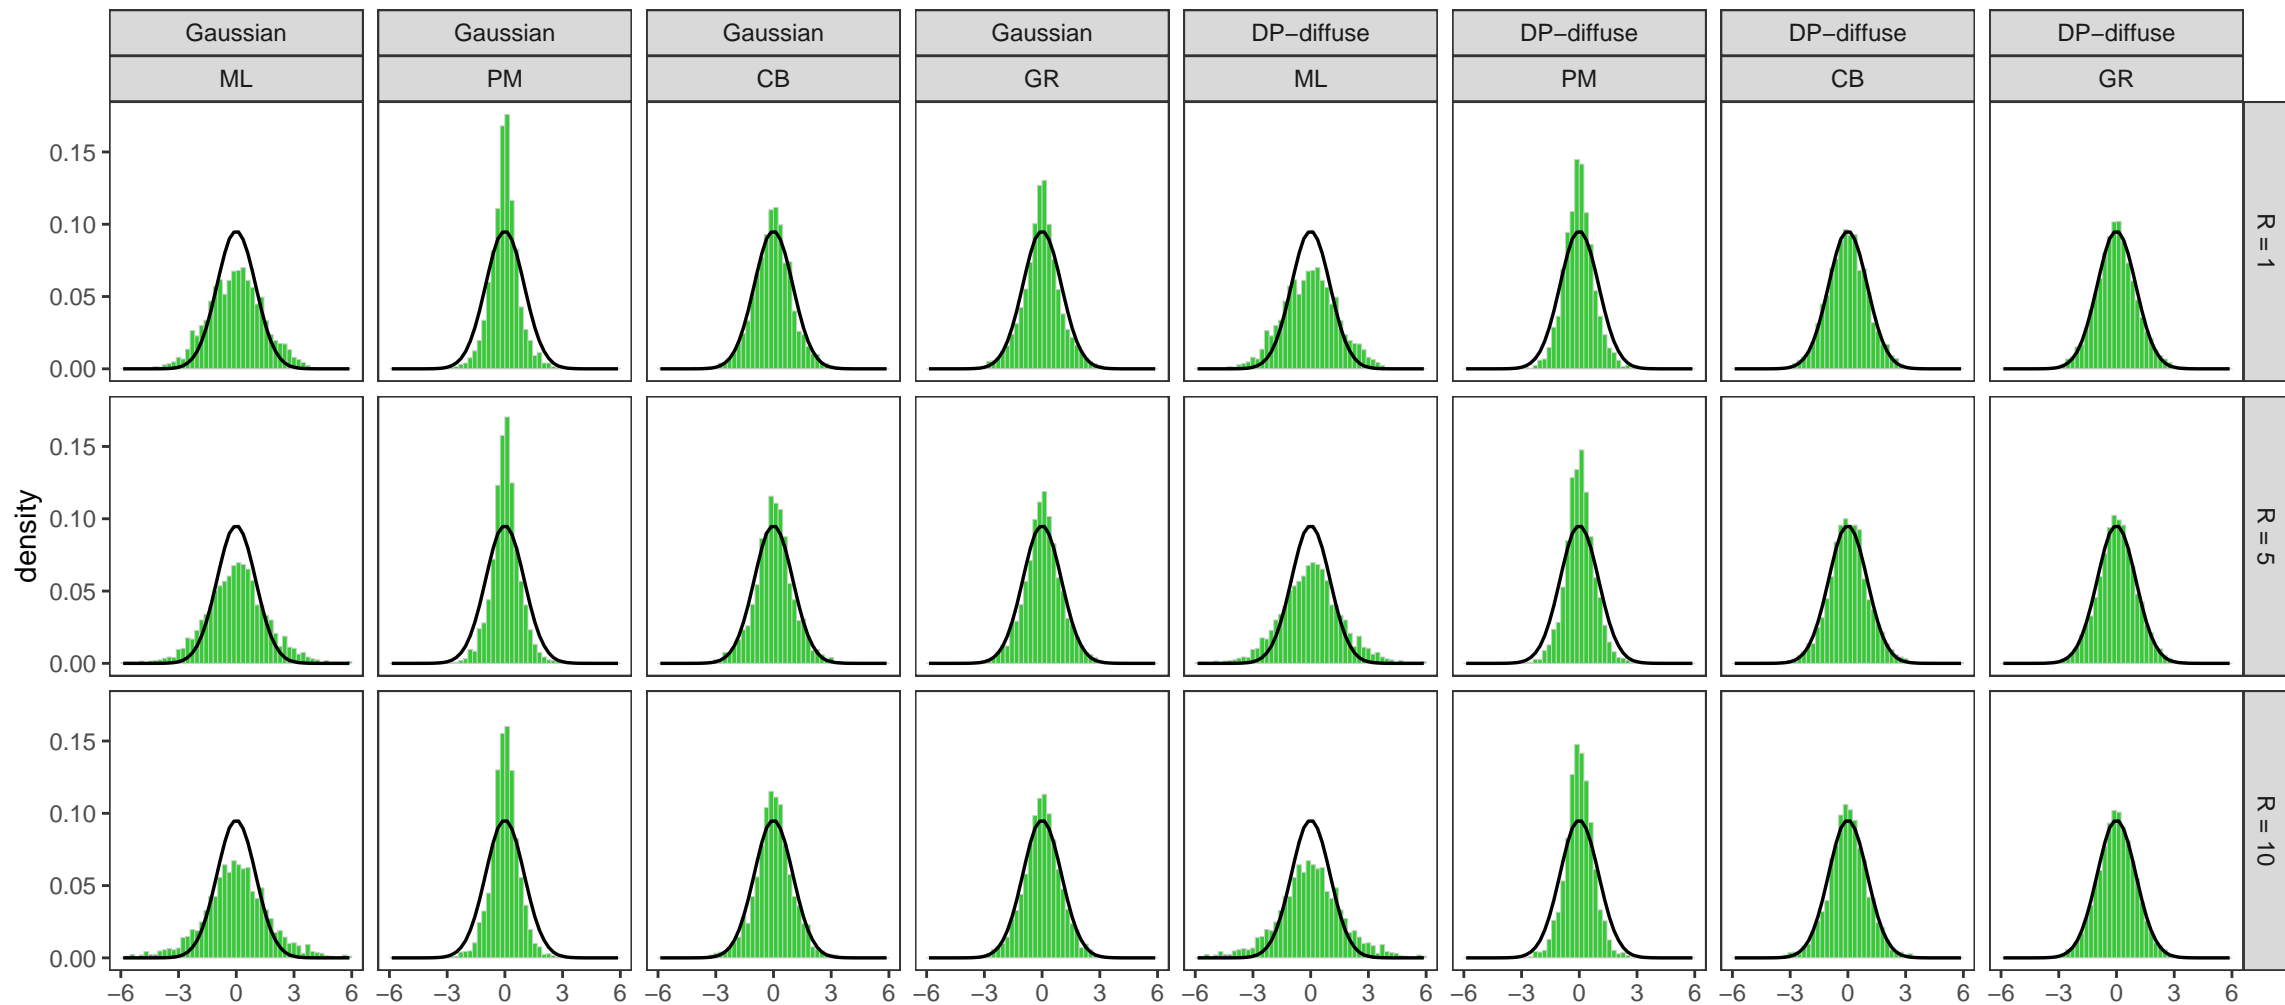 Gaussian Gaussian Gaussian Gaussian DP−diffuse DP−diffuse DP−diffuse DP−diffuse
ML PM CB GR ML PM CB GR
0.15
0.10
0.05
0.00
R = 1
0.15
0.10
0.05
0.00
R = 5
density
0.15
0.10
0.05
0.00
R = 10
−6 −3 0 3 6 −6 −3 0 3 6 −6 −3 0 3 6 −6 −3 0 3 6 −6 −3 0 3 6 −6 −3 0 3 6 −6 −3 0 3 6 −6 −3 0 3 6